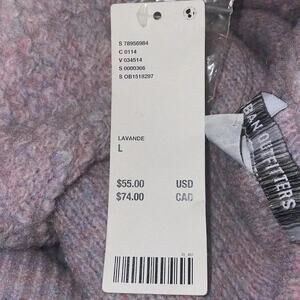 S 78956984
C 0114
V 034514
S 0000366
S OB1518297
LAVANDE
L
$55.00 USD
$74.00 CAD
BAN OUTFITTERS